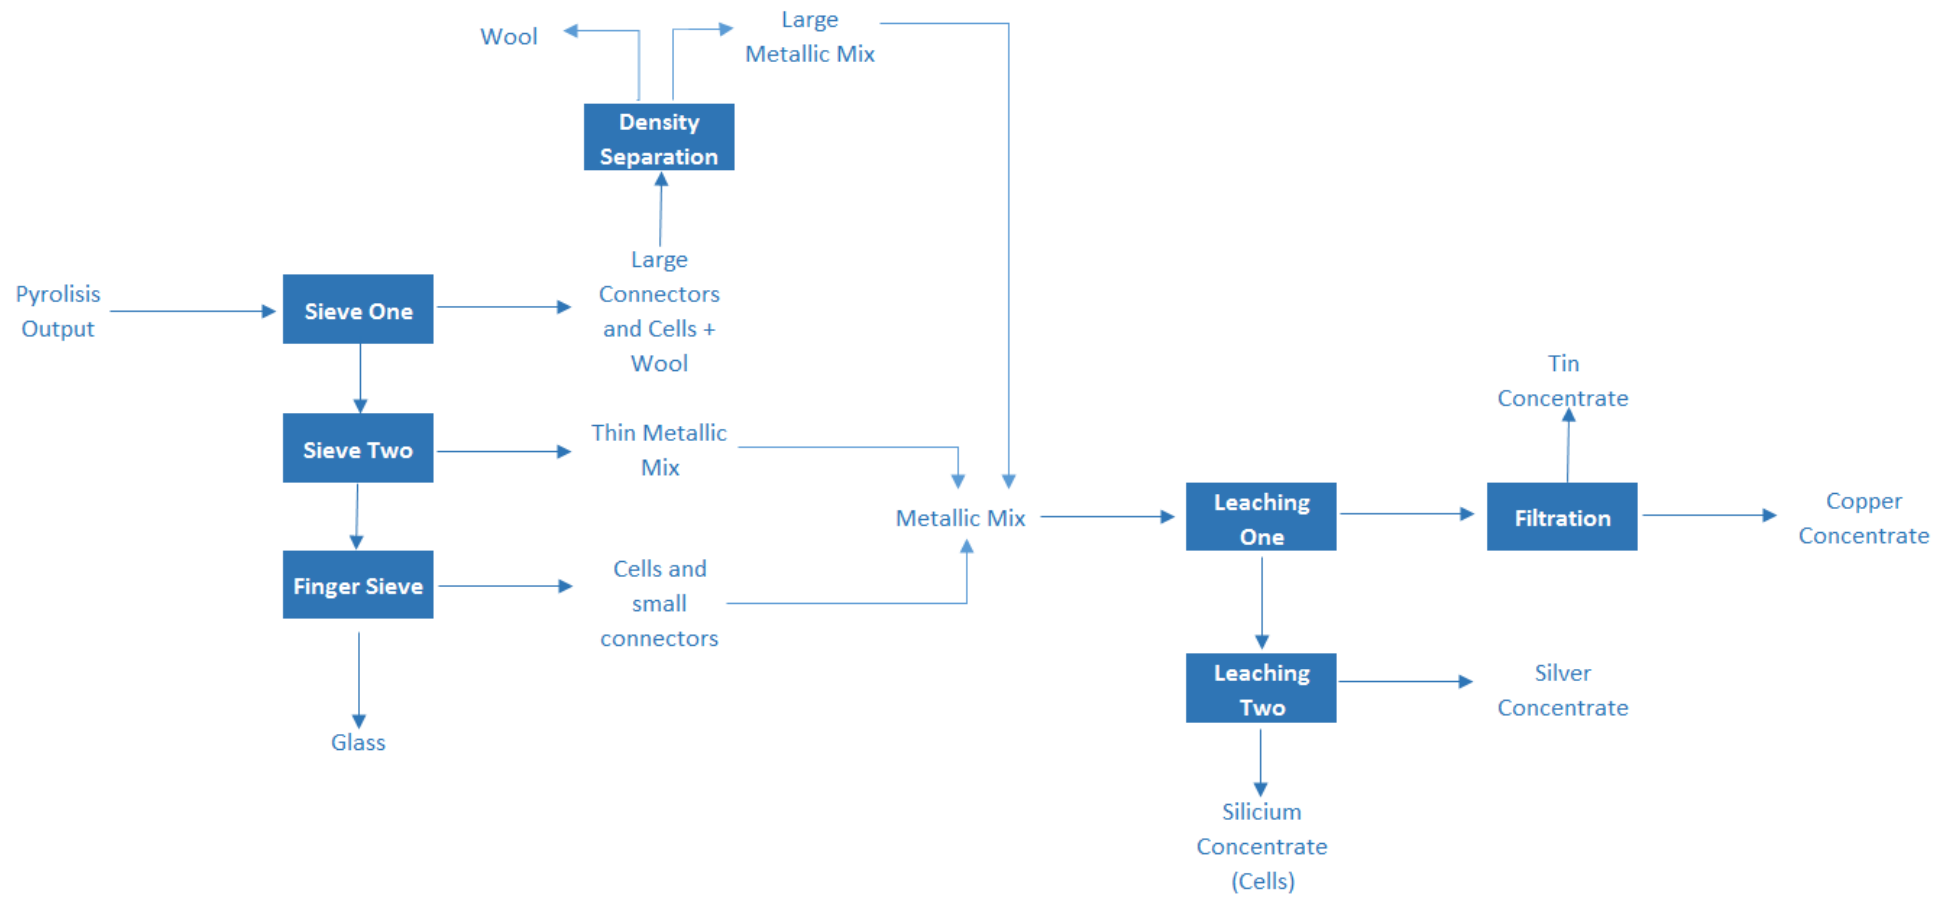 Wool
Large
Metallic Mix
Density
Separation
Large
Connectors
and Cells +
Wool
Pyrolisis
Output
Sieve One
Sieve Two
Thin Metallic
Mix
Finger Sieve
Cells and
small
connectors
Glass
Metallic Mix
Leaching
One
Filtration
Tin
Concentrate
Copper
Concentrate
Leaching
Two
Silver
Concentrate
Silicium
Concentrate
(Cells)